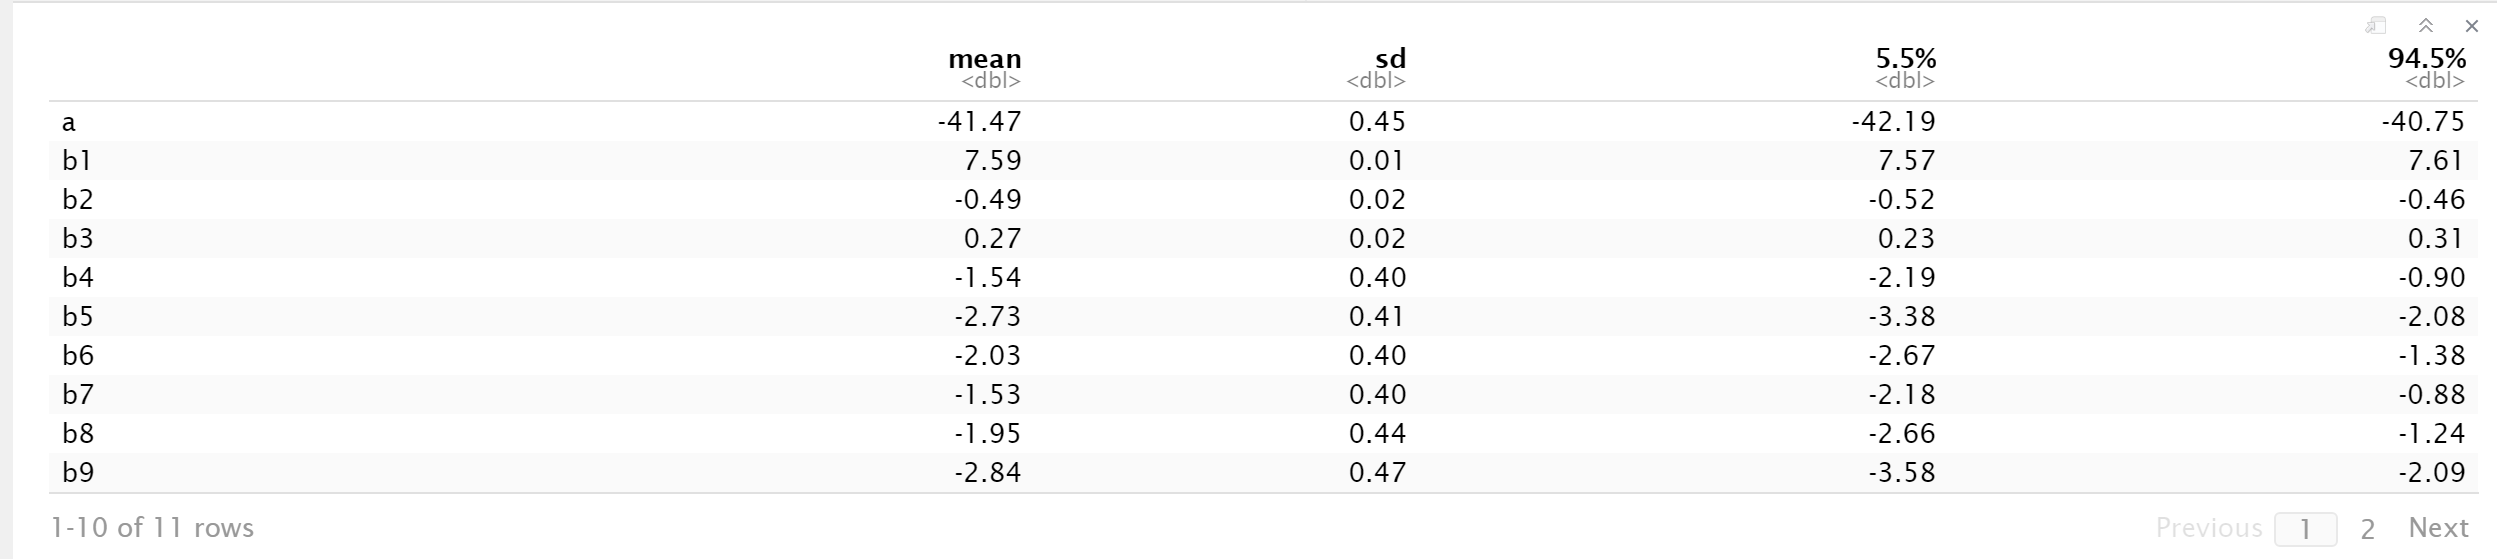 mean sd 5.5% 94.5%
<dbl> <dbl> <dbl> <dbl>
a -41.47 0.45 -42.19 -40.75
b1 7.59 0.01 7.57 7.61
b2 -0.49 0.02 -0.52 -0.46
b3 0.27 0.02 0.23 0.31
b4 -1.54 0.40 -2.19 -0.90
b5 -2.73 0.41 -3.38 -2.08
b6 -2.03 0.40 -2.67 -1.38
b7 -1.53 0.40 -2.18 -0.88
b8 -1.95 0.44 -2.66 -1.24
b9 -2.84 0.47 -3.58 -2.09
1-10 of 11 rows Previous 1 2 Next